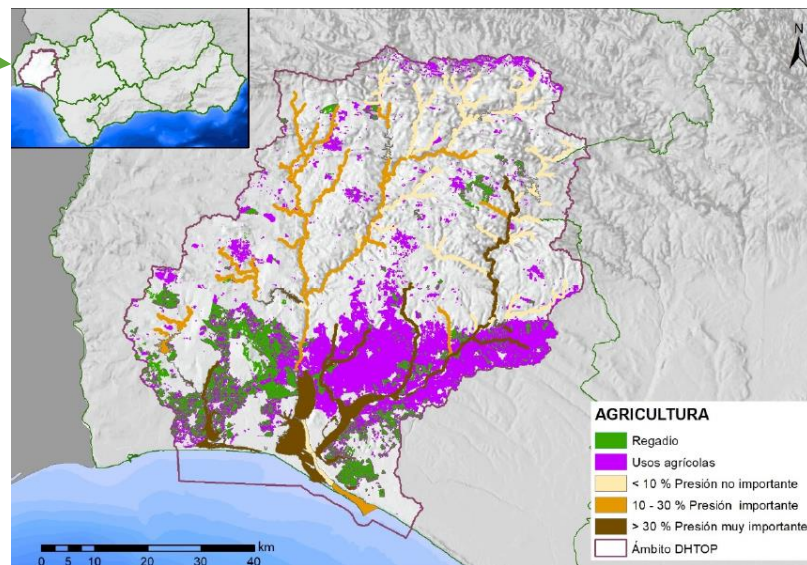 N
AGRICULTURA
Regadio
Usos agrícolas
< 10 % Presión no importante
10 - 30 % Presión importante
> 30 % Presión muy importante
Ámbito DHTOP
km
0 5 10 20 30 40